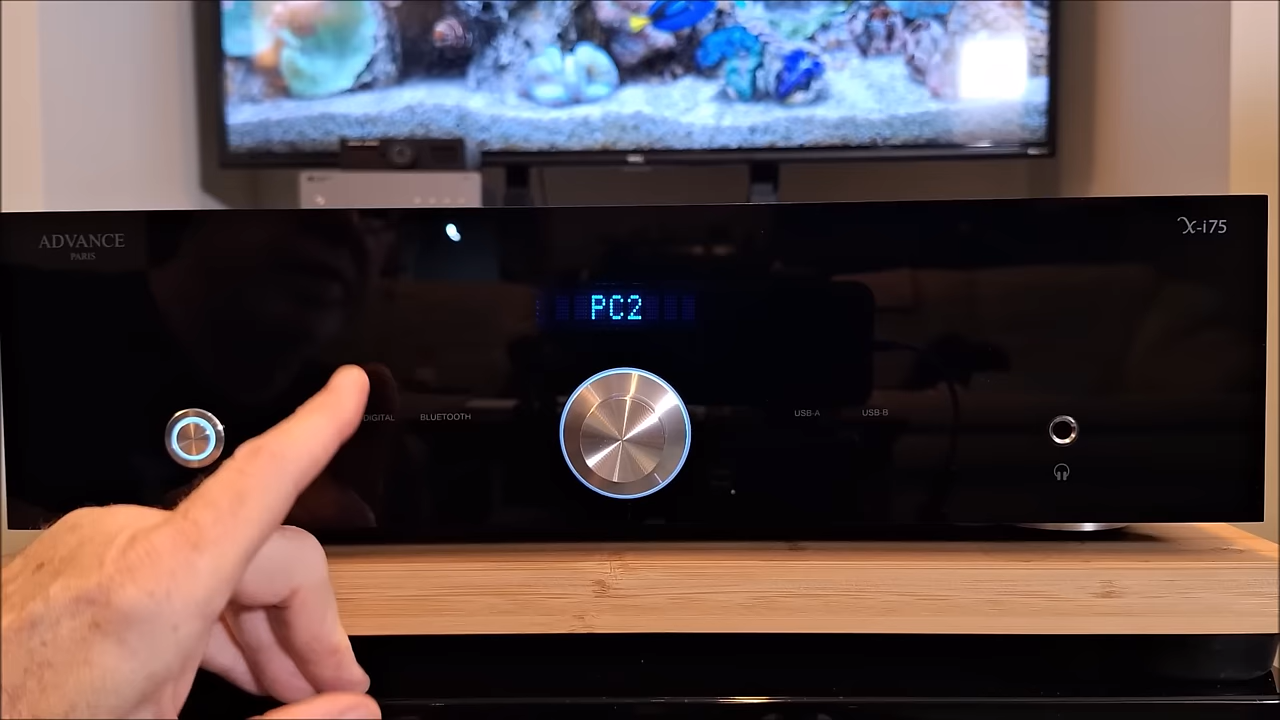 ADVANCE
PARIS
X-i75
PC2
DIGITAL
BLUETOOTH
USB-A
USB-B